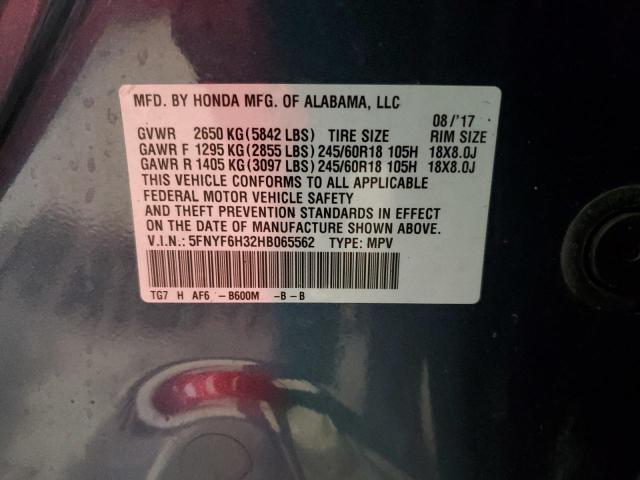 MFD. BY HONDA MFG. OF ALABAMA, LLC
08/'17
GVWR 2650 KG (5842 LBS) TIRE SIZE RIM SIZE
GAWR F 1295 KG (2855 LBS) 245/60R18 105H 18X8.0J
GAWR R 1405 KG (3097 LBS) 245/60R18 105H 18X8.0J
THIS VEHICLE CONFORMS TO ALL APPLICABLE
FEDERAL MOTOR VEHICLE SAFETY
AND THEFT PREVENTION STANDARDS IN EFFECT
ON THE DATE OF MANUFACTURE SHOWN ABOVE.
V.I.N.: 5FNYF6H32HB065562 TYPE: MPV
TG7 H AF6 -B600M -B-B